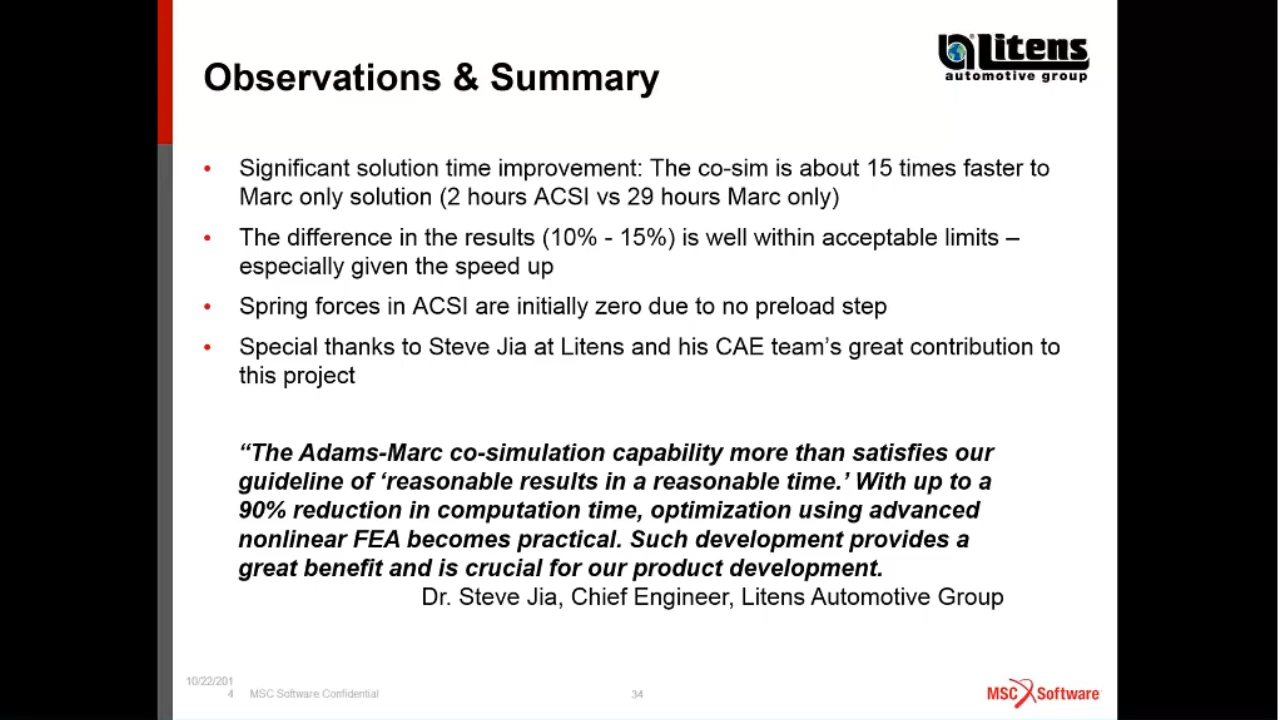 Litens
automotive group
Observations & Summary
• Significant solution time improvement: The co-sim is about 15 times faster to
Marc only solution (2 hours ACSI vs 29 hours Marc only)
• The difference in the results (10% - 15%) is well within acceptable limits –
especially given the speed up
• Spring forces in ACSI are initially zero due to no preload step
• Special thanks to Steve Jia at Litens and his CAE team’s great contribution to
this project
“The Adams-Marc co-simulation capability more than satisfies our
guideline of ‘reasonable results in a reasonable time.’ With up to a
90% reduction in computation time, optimization using advanced
nonlinear FEA becomes practical. Such development provides a
great benefit and is crucial for our product development.
Dr. Steve Jia, Chief Engineer, Litens Automotive Group
10/22/201
4 MSC Software Confidential
34
MSC Software